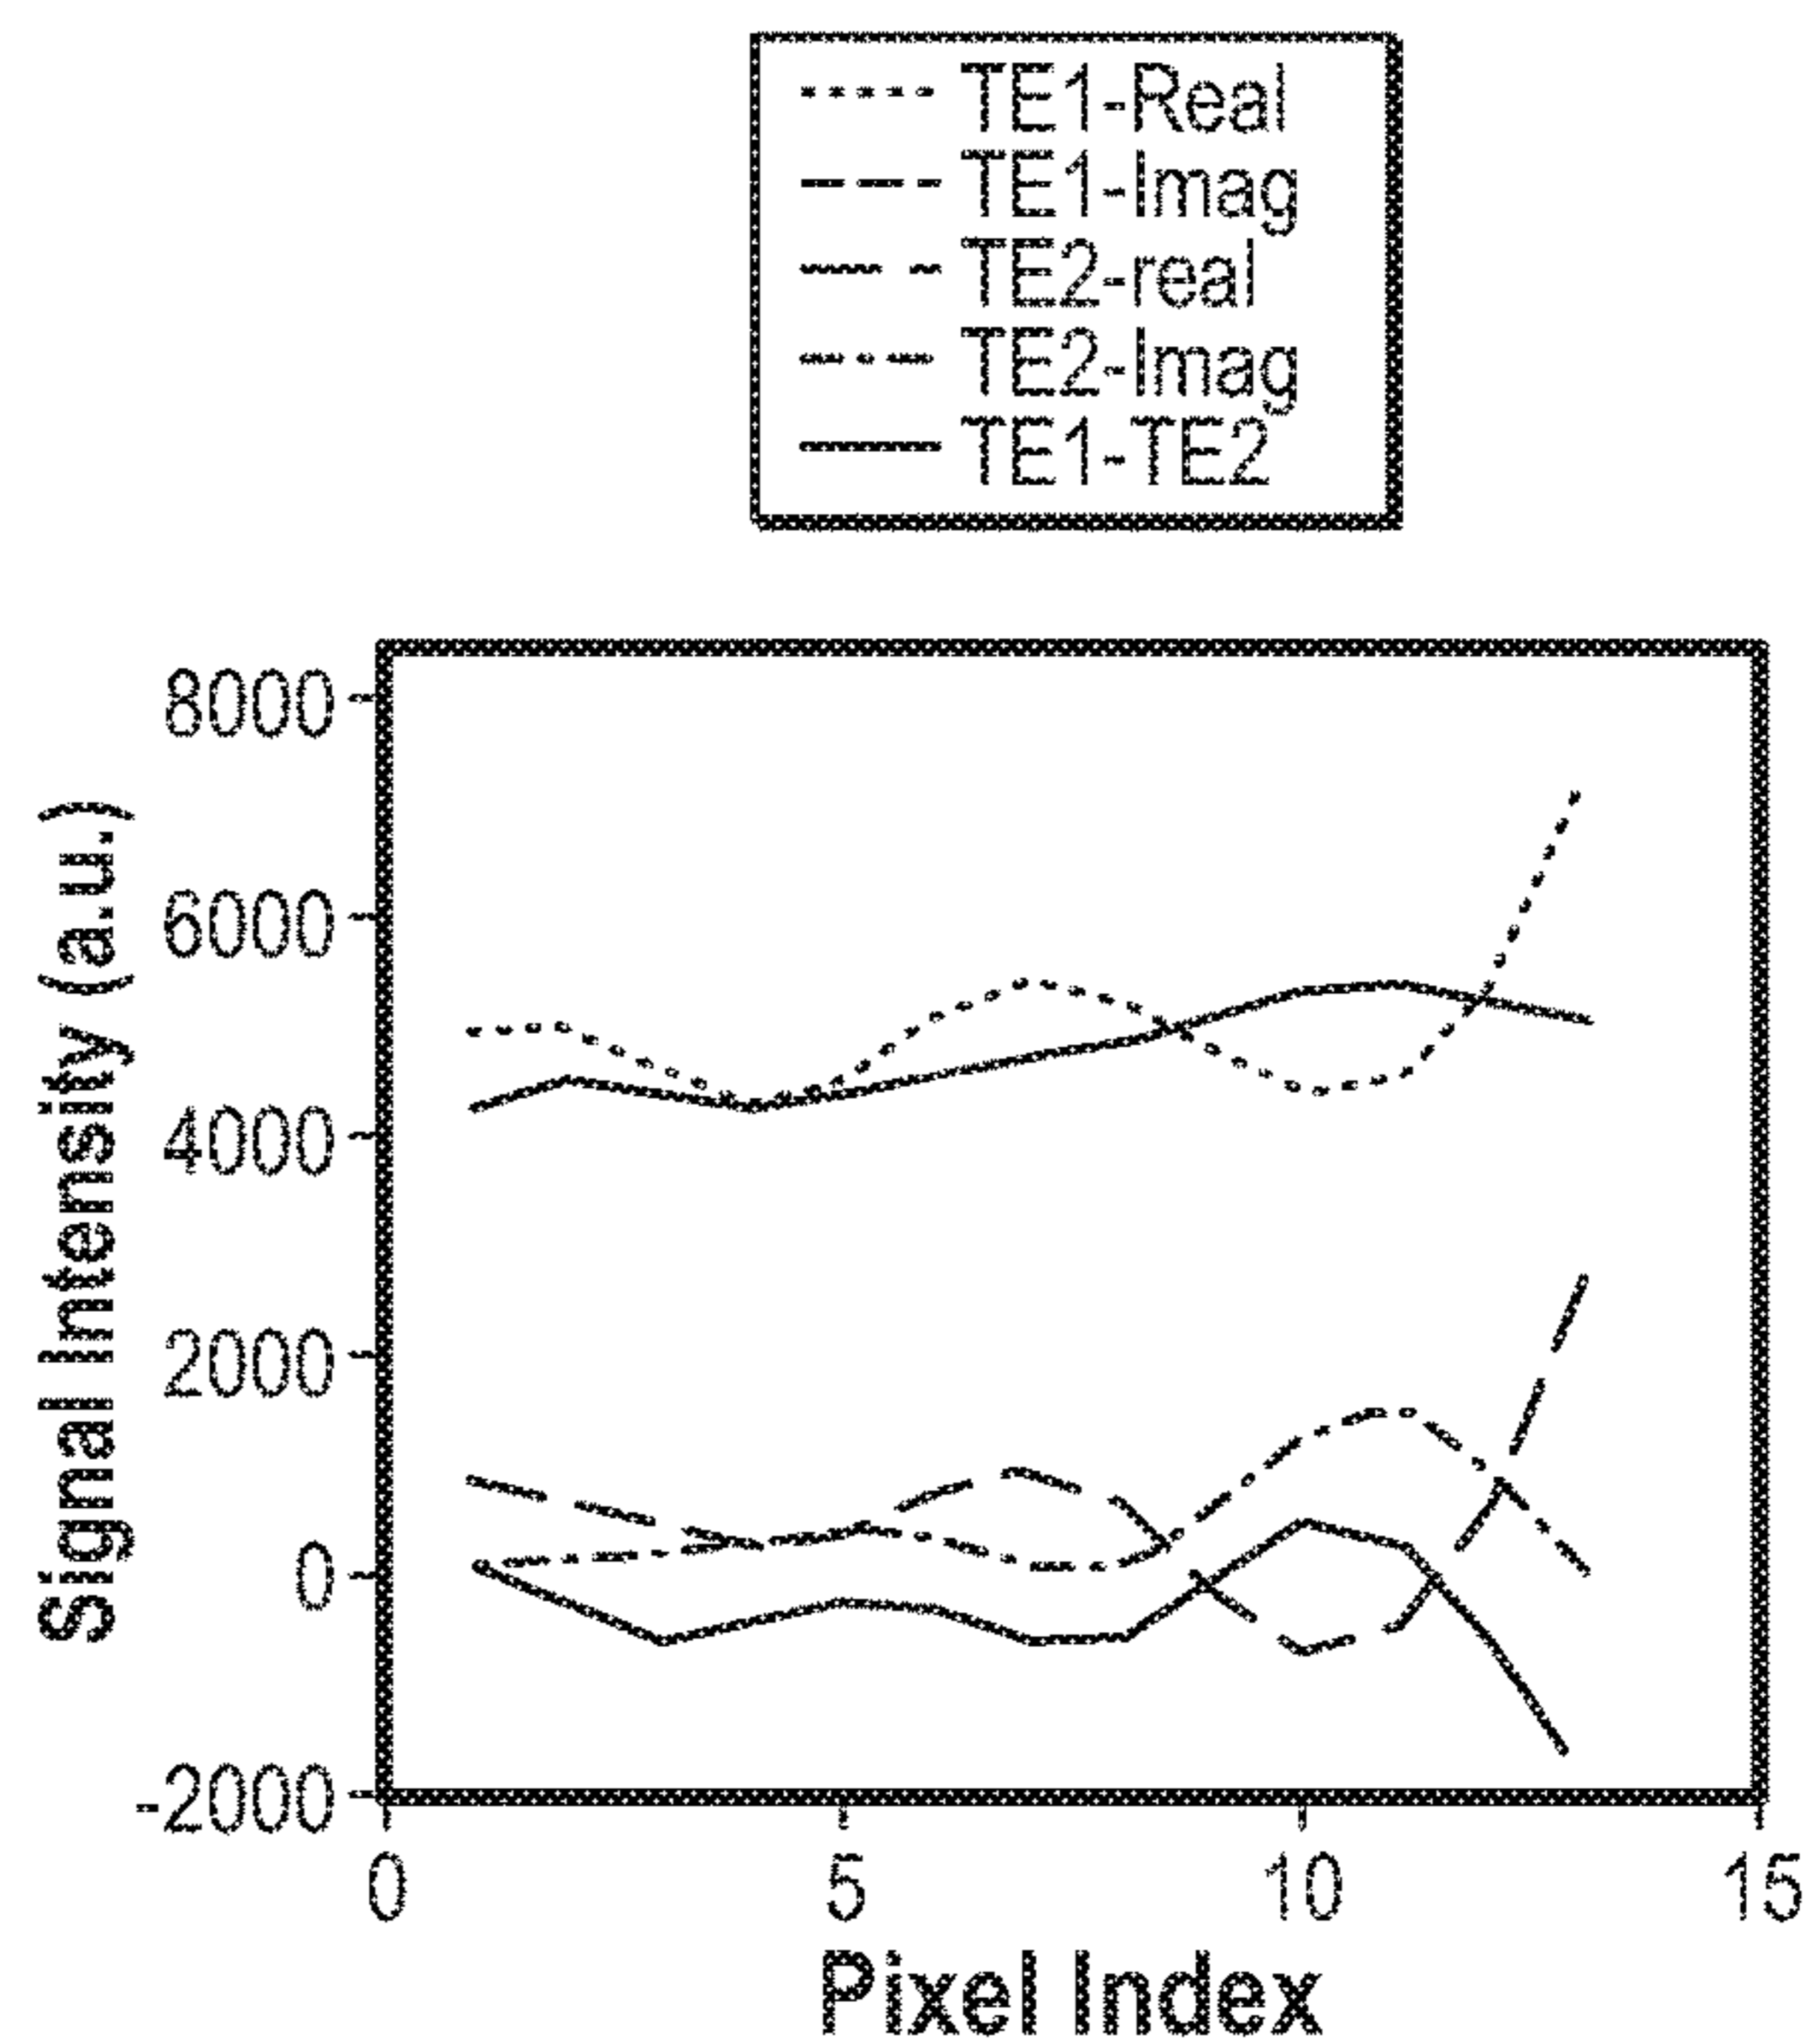 TE1-Real
TE1-Imag
TE2-real
TE2-Imag
TE1-TE2
8000
6000
4000
2000
0
-2000
Signal Intensity (a.u.)
0 5 10 15
Pixel Index